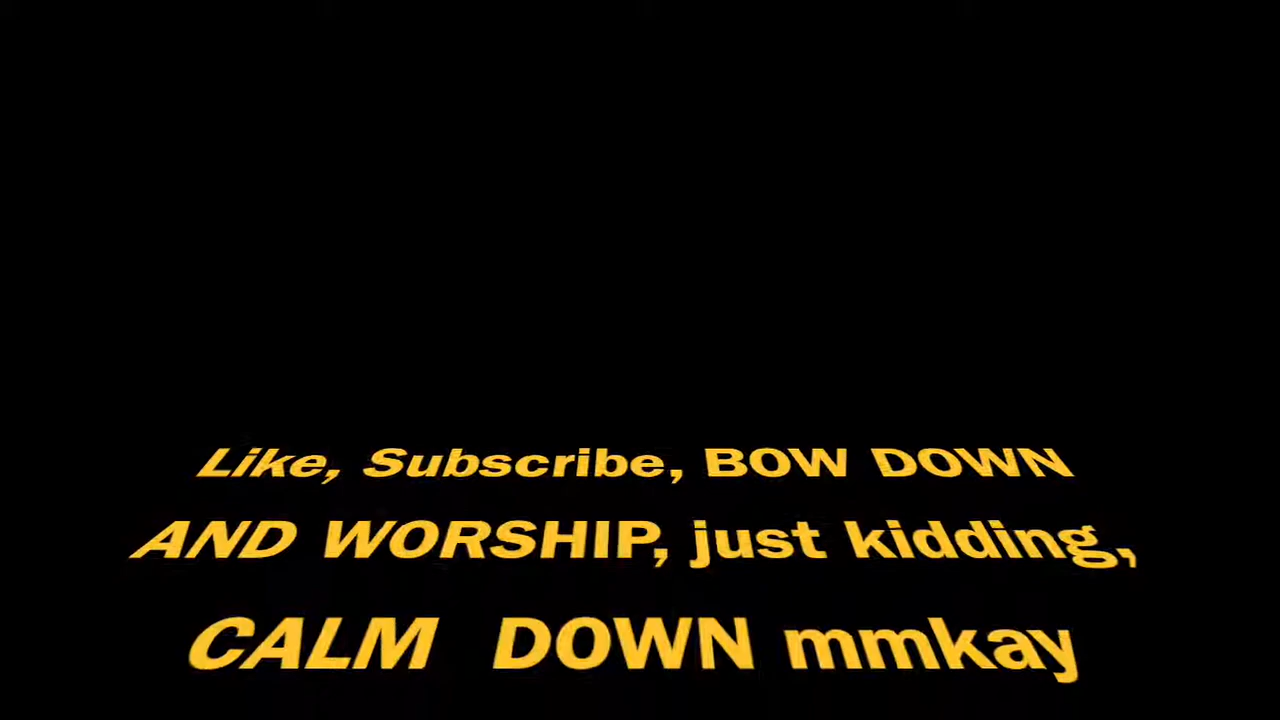 Like, Subscribe, BOW DOWN
AND WORSHIP, just kidding,
CALM  DOWN mmkay